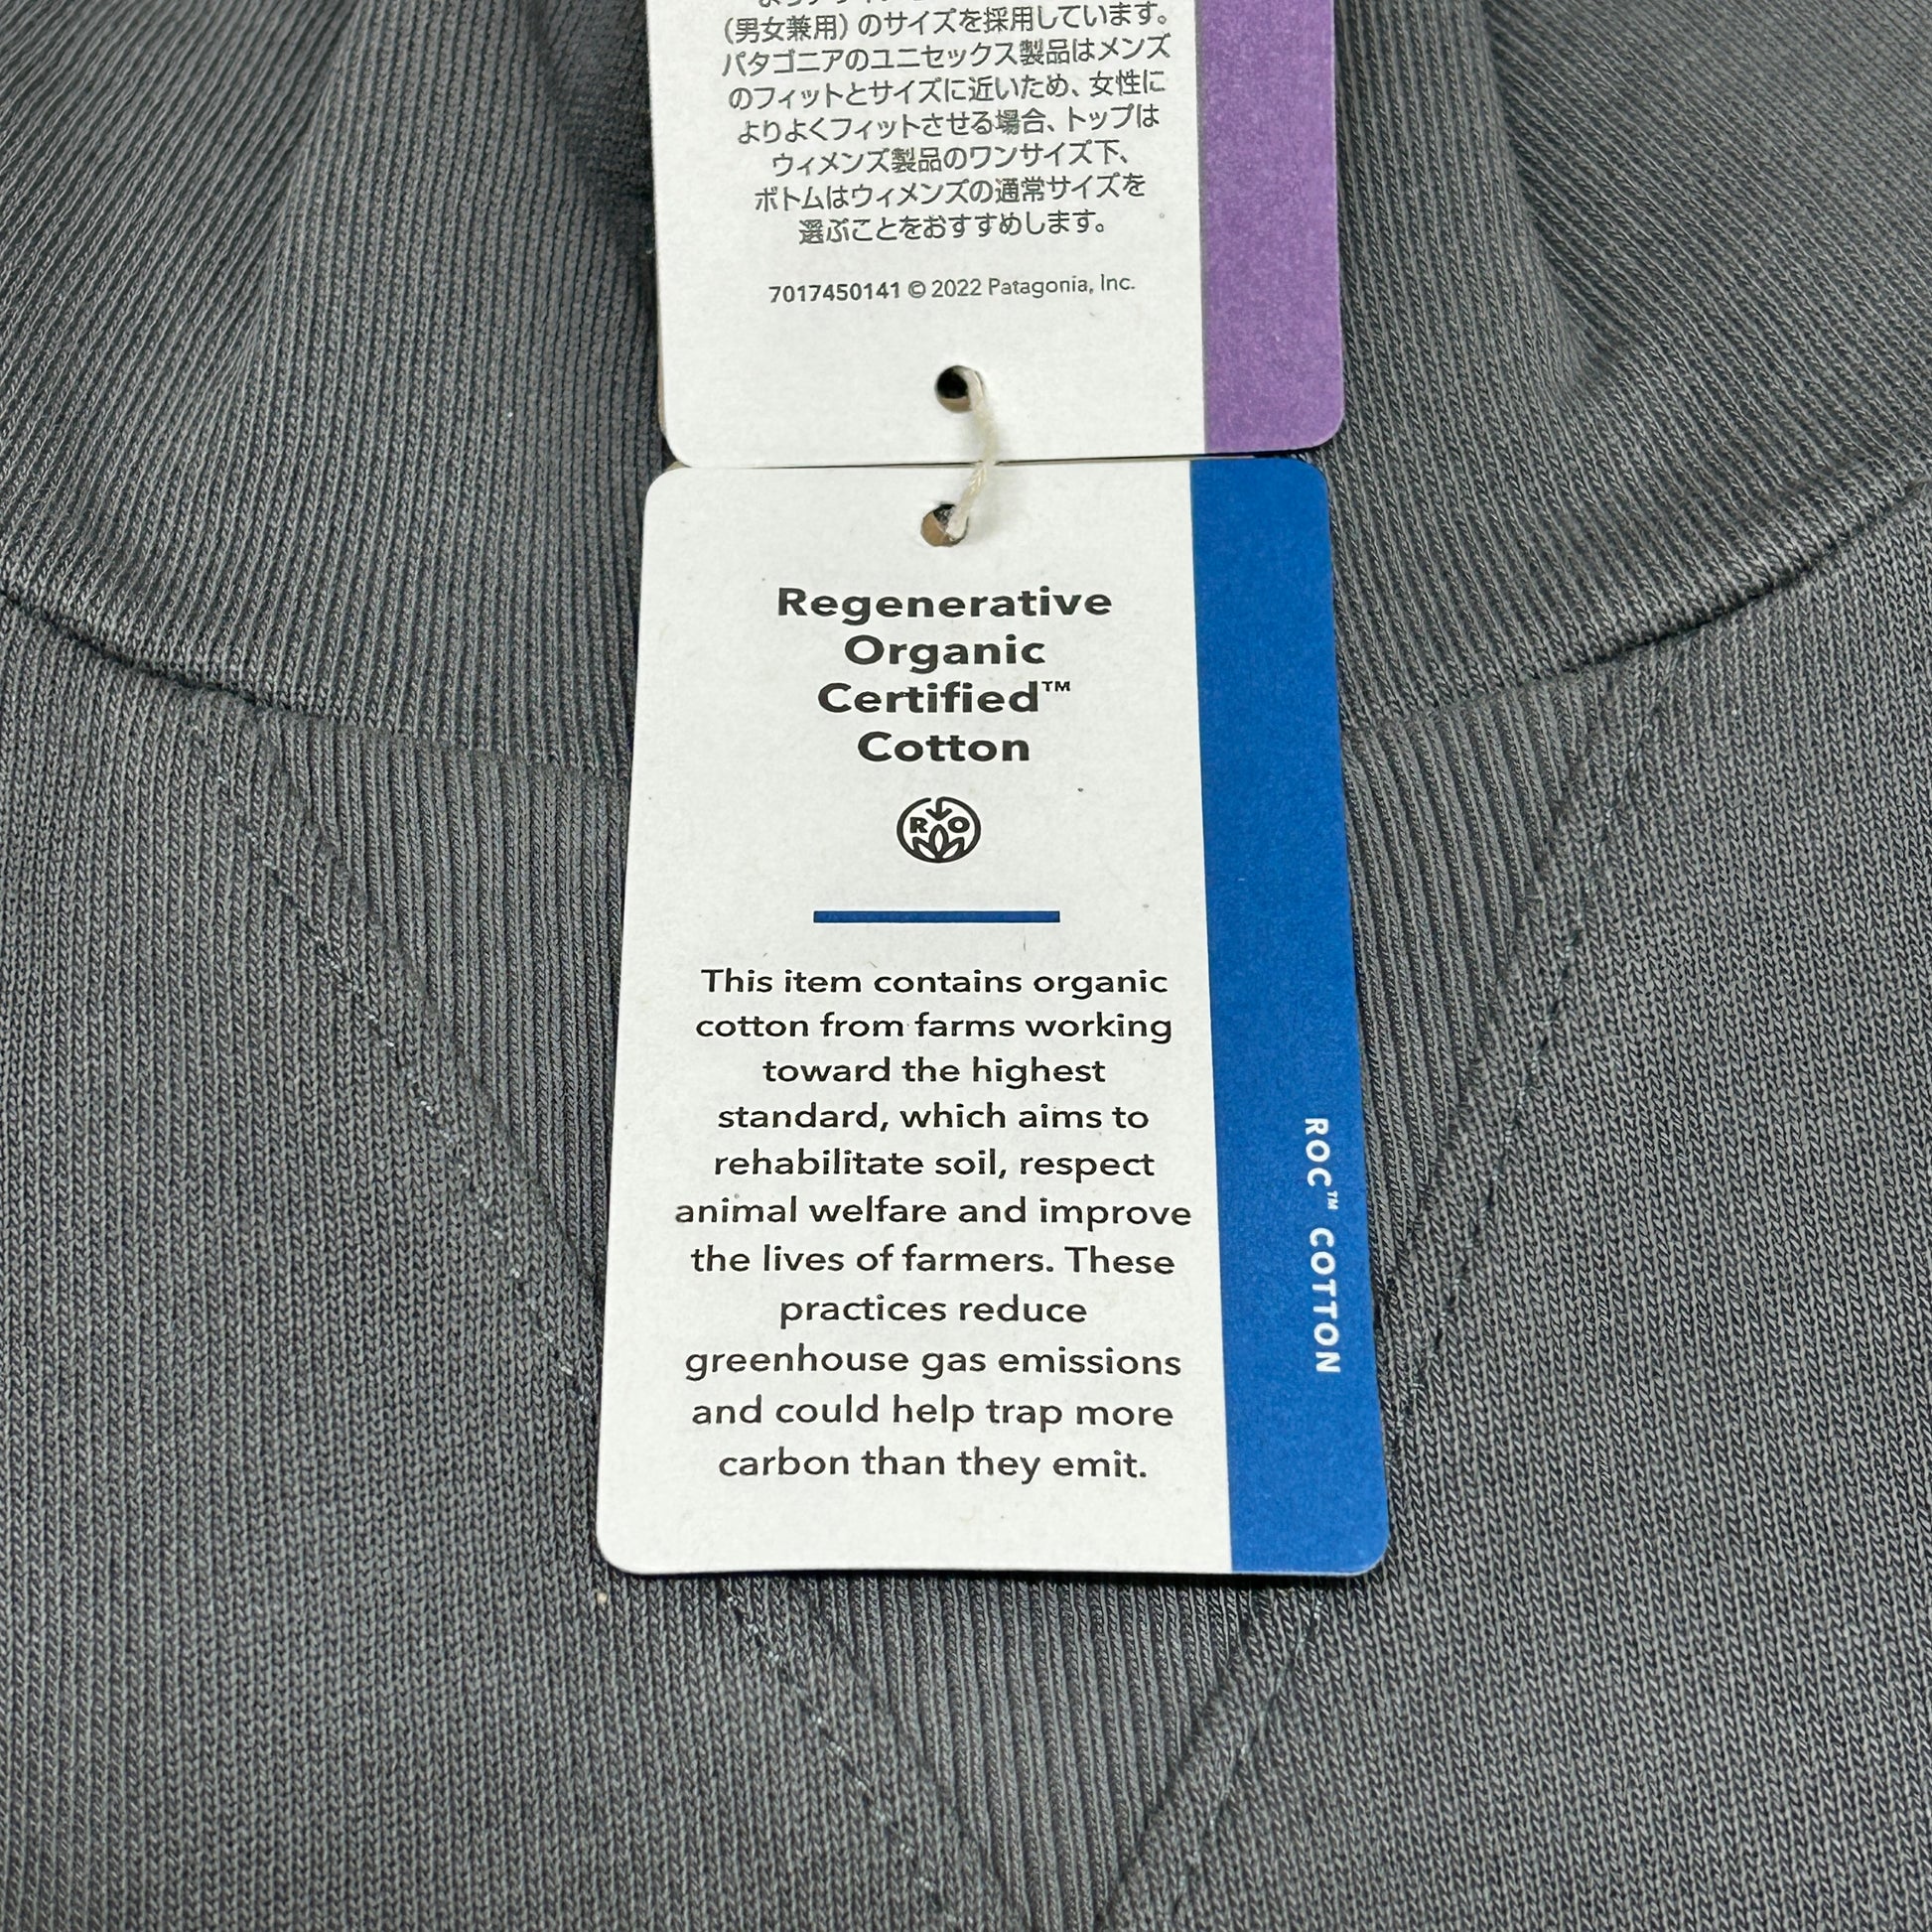 (男女兼用)のサイズを採用しています。
パタゴニアのユニセックス製品はメンズ
のフィットとサイズに近いため、女性に
よりよくフィットさせる場合、トップは
ウィメンズ製品のワンサイズ下、
ボトムはウィメンズの通常サイズを
選ぶことをおすすめします。
7017450141 © 2022 Patagonia, Inc.
Regenerative
Organic
Certified™
Cotton
R O
This item contains organic
cotton from farms working
toward the highest
standard, which aims to
rehabilitate soil, respect
animal welfare and improve
the lives of farmers. These
practices reduce
greenhouse gas emissions
and could help trap more
carbon than they emit.
ROC™ COTTON